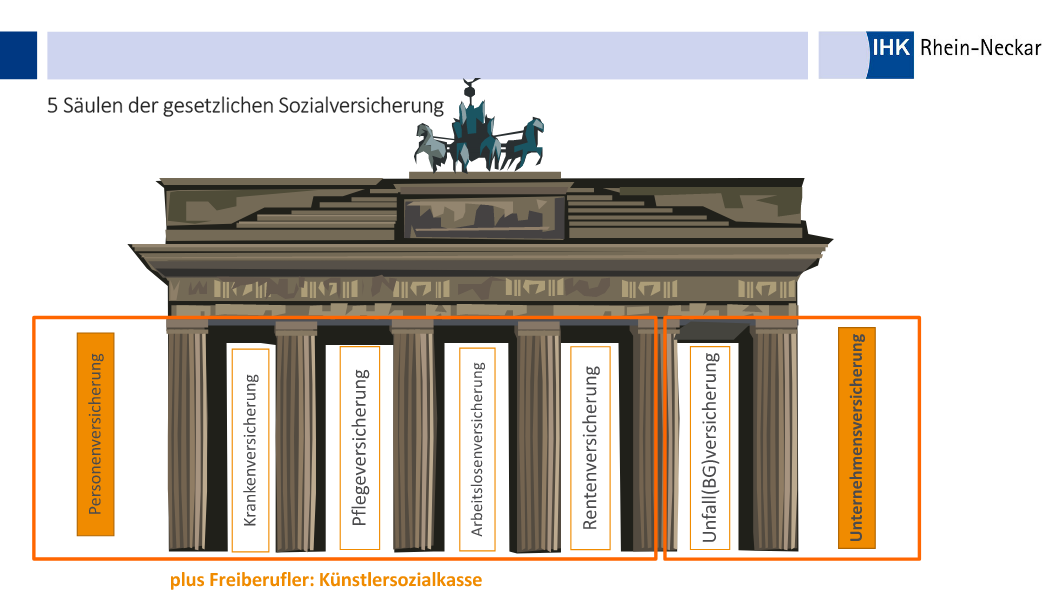 IHK Rhein-Neckar
5 Säulen der gesetzlichen Sozialversicherung
Personenversicherung
Krankenversicherung
Pflegeversicherung
Arbeitslosenversicherung
Rentenversicherung
Unfall(BG)versicherung
Unternehmensversicherung
plus Freiberufler: Künstlersozialkasse